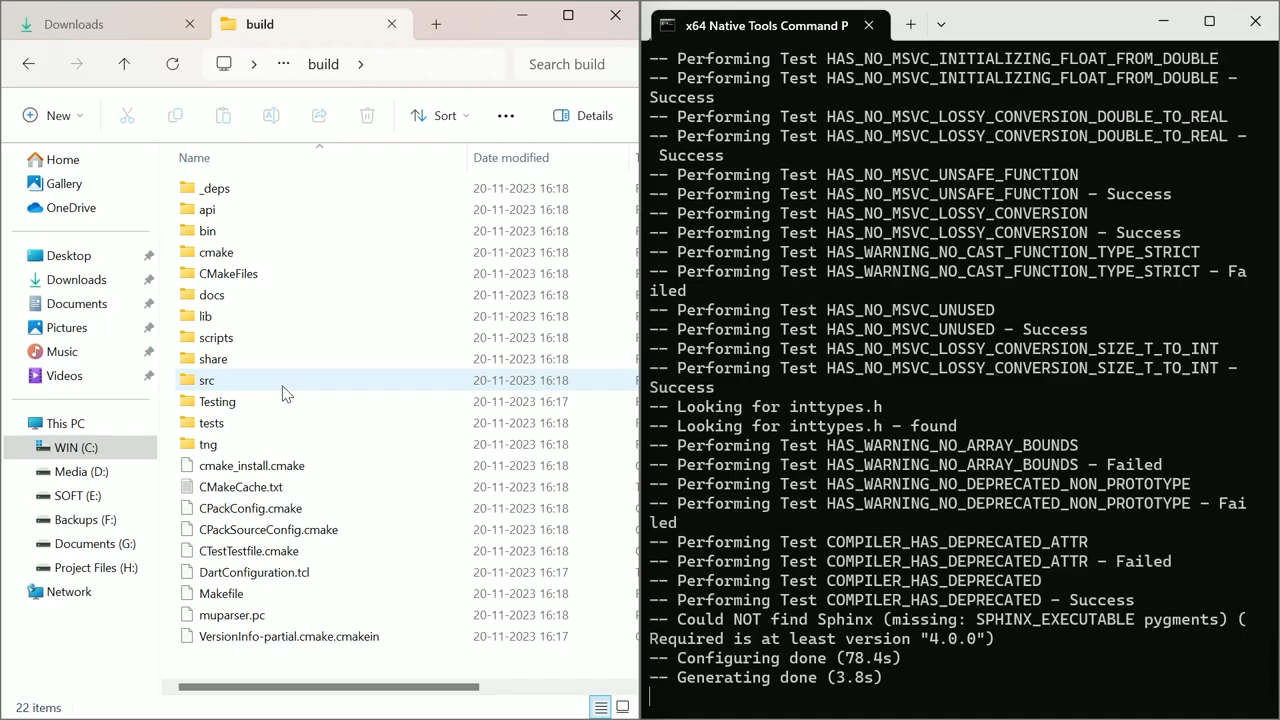 Downloads
build
build
Search build
New
Sort
Details
Home
Gallery
OneDrive
Desktop
Downloads
Documents
Pictures
Music
Videos
This PC
WIN (C:)
Media (D:)
SOFT (E:)
Backups (F:)
Documents (G:)
Project Files (H:)
Network
Name Date modified
_deps 20-11-2023 16:18
api 20-11-2023 16:18
bin 20-11-2023 16:18
cmake 20-11-2023 16:18
CMakeFiles 20-11-2023 16:18
docs 20-11-2023 16:18
lib 20-11-2023 16:18
scripts 20-11-2023 16:18
share 20-11-2023 16:18
src 20-11-2023 16:18
Testing 20-11-2023 16:17
tests 20-11-2023 16:18
tng 20-11-2023 16:18
cmake_install.cmake 20-11-2023 16:18
CMakeCache.txt 20-11-2023 16:18
CPackConfig.cmake 20-11-2023 16:18
CPackSourceConfig.cmake 20-11-2023 16:18
CTestTestfile.cmake 20-11-2023 16:18
DartConfiguration.tcl 20-11-2023 16:17
Makefile 20-11-2023 16:18
muparser.pc 20-11-2023 16:18
VersionInfo-partial.cmake.cmakein 20-11-2023 16:17
22 items
x64 Native Tools Command P
-- Performing Test HAS_NO_MSVC_INITIALIZING_FLOAT_FROM_DOUBLE
-- Performing Test HAS_NO_MSVC_INITIALIZING_FLOAT_FROM_DOUBLE -
Success
-- Performing Test HAS_NO_MSVC_LOSSY_CONVERSION_DOUBLE_TO_REAL
-- Performing Test HAS_NO_MSVC_LOSSY_CONVERSION_DOUBLE_TO_REAL -
Success
-- Performing Test HAS_NO_MSVC_UNSAFE_FUNCTION
-- Performing Test HAS_NO_MSVC_UNSAFE_FUNCTION - Success
-- Performing Test HAS_NO_MSVC_LOSSY_CONVERSION
-- Performing Test HAS_NO_MSVC_LOSSY_CONVERSION - Success
-- Performing Test HAS_WARNING_NO_CAST_FUNCTION_TYPE_STRICT
-- Performing Test HAS_WARNING_NO_CAST_FUNCTION_TYPE_STRICT - Fa
iled
-- Performing Test HAS_NO_MSVC_UNUSED
-- Performing Test HAS_NO_MSVC_UNUSED - Success
-- Performing Test HAS_NO_MSVC_LOSSY_CONVERSION_SIZE_T_TO_INT
-- Performing Test HAS_NO_MSVC_LOSSY_CONVERSION_SIZE_T_TO_INT -
Success
-- Looking for inttypes.h
-- Looking for inttypes.h - found
-- Performing Test HAS_WARNING_NO_ARRAY_BOUNDS
-- Performing Test HAS_WARNING_NO_ARRAY_BOUNDS - Failed
-- Performing Test HAS_WARNING_NO_DEPRECATED_NON_PROTOTYPE
-- Performing Test HAS_WARNING_NO_DEPRECATED_NON_PROTOTYPE - Fai
led
-- Performing Test COMPILER_HAS_DEPRECATED_ATTR
-- Performing Test COMPILER_HAS_DEPRECATED_ATTR - Failed
-- Performing Test COMPILER_HAS_DEPRECATED
-- Performing Test COMPILER_HAS_DEPRECATED - Success
-- Could NOT find Sphinx (missing: SPHINX_EXECUTABLE pygments) (
Required is at least version "4.0.0")
-- Configuring done (78.4s)
-- Generating done (3.8s)